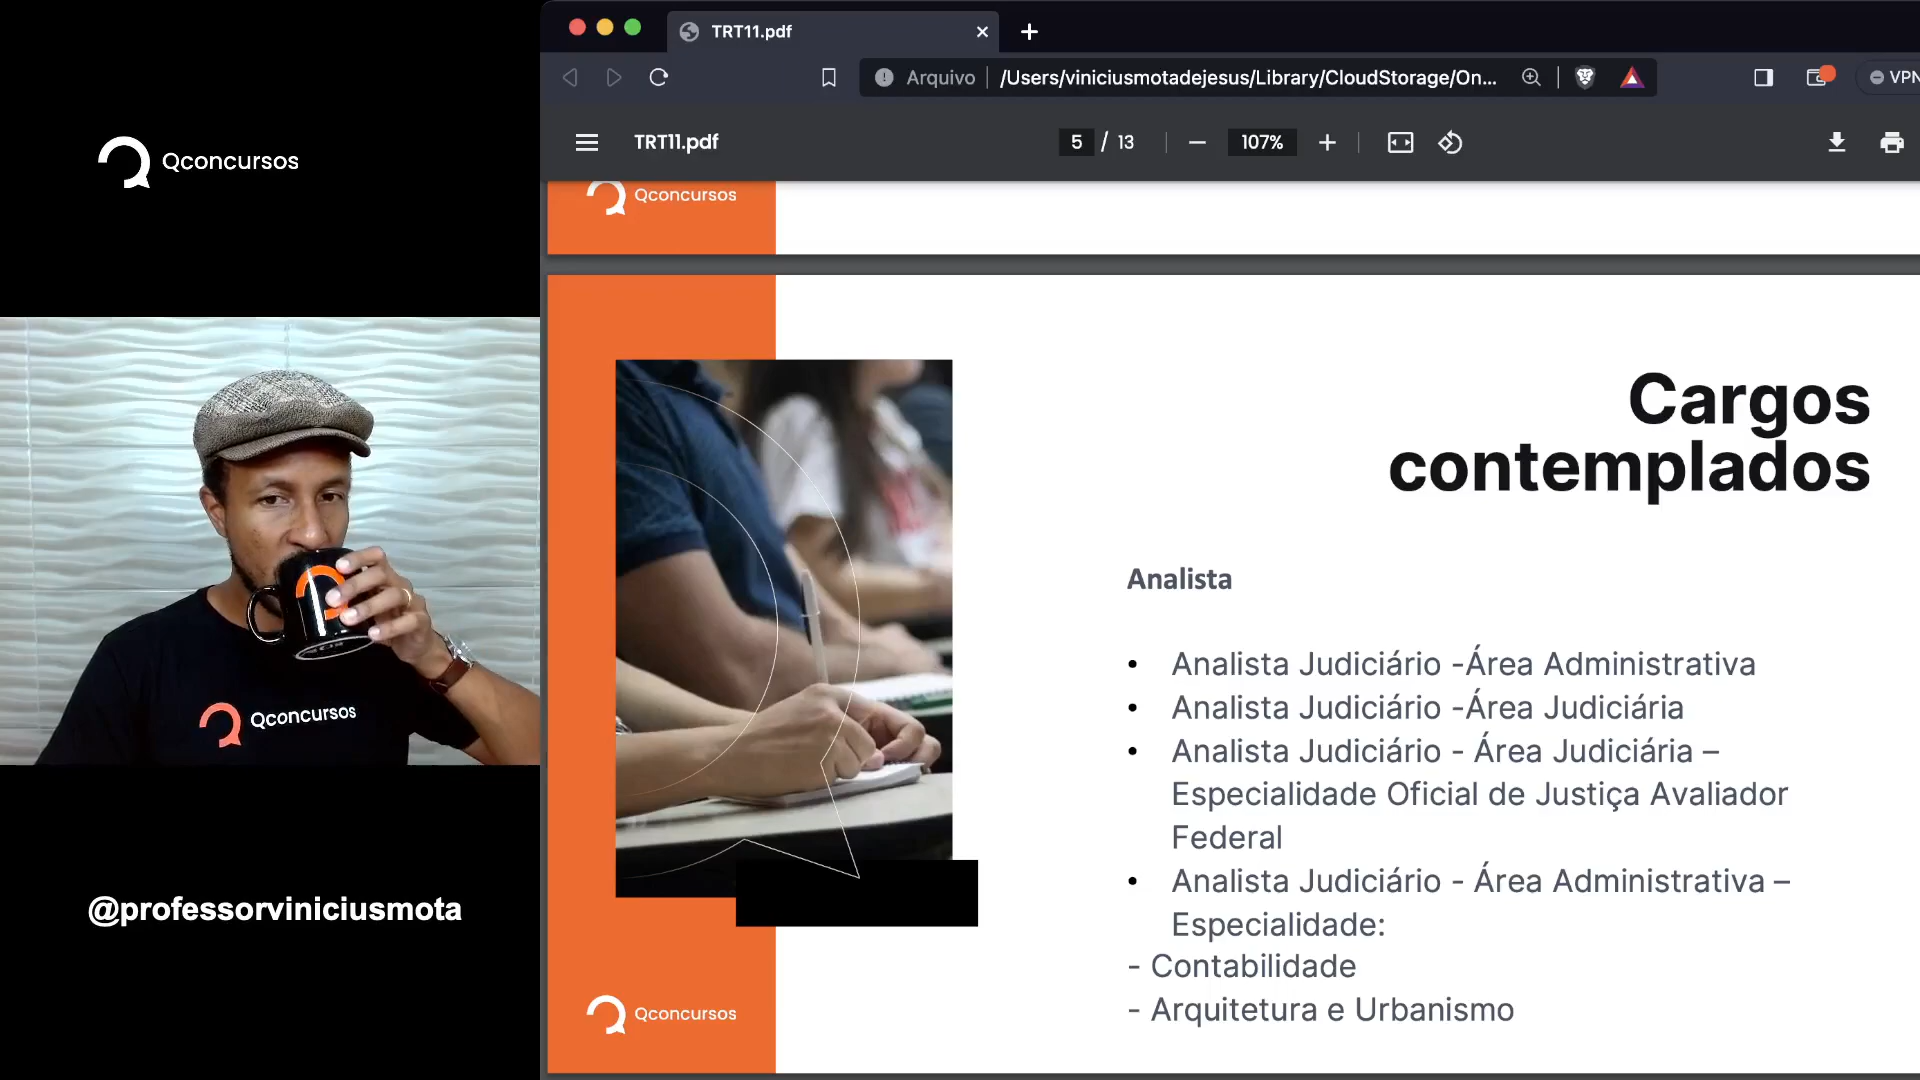 Qconcursos
Qconcursos
@professorviniciusmota
TRT11.pdf
Arquivo
/Users/viniciusmotadejesus/Library/CloudStorage/On...
VPN
TRT11.pdf
5 / 13
107%
Qconcursos
Cargos
contemplados
Analista
• Analista Judiciário -Área Administrativa
• Analista Judiciário -Área Judiciária
• Analista Judiciário - Área Judiciária –
Especialidade Oficial de Justiça Avaliador
Federal
• Analista Judiciário - Área Administrativa –
Especialidade:
- Contabilidade
- Arquitetura e Urbanismo
Qconcursos